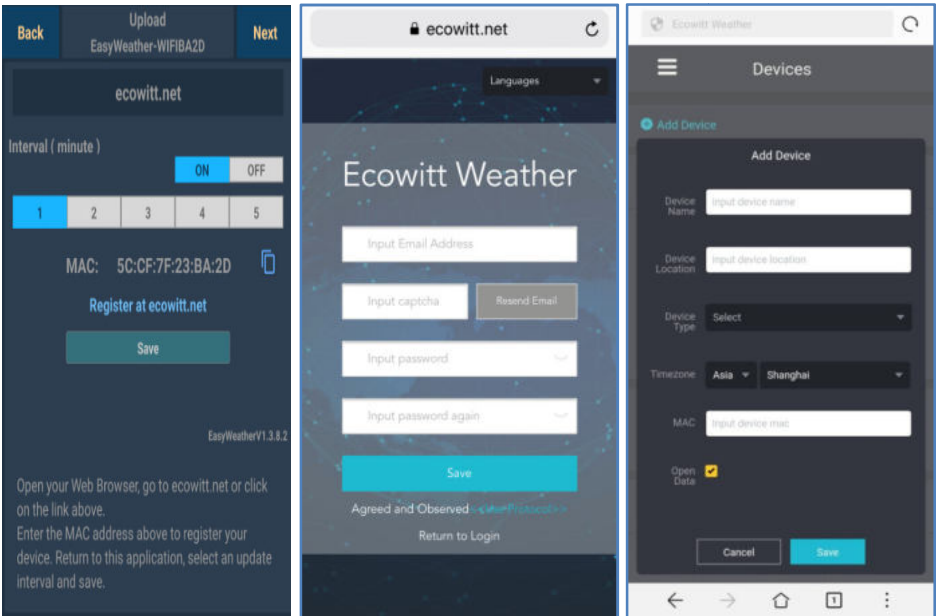 Back
Upload
EasyWeather-WIFIBA2D
Next
ecowitt.net
Interval ( minute )
ON OFF
1 2 3 4 5
MAC: 5C:CF:7F:23:BA:2D
Register at ecowitt.net
Save
EasyWeatherV1.3.8.2
Open your Web Browser, go to ecowitt.net or click
on the link above.
Enter the MAC address above to register your
device. Return to this application, select an update
interval and save.
ecowitt.net
Languages
Ecowitt Weather
Input Email Address
Input captcha Resend Email
Input password
Input password again
Save
Agreed and Observed
Return to Login
Ecowitt Weather
Devices
Add Device
Add Device
Device
Name
Input device name
Device
Location
Input device location
Device
Type
Select
Timezone Asia Shanghai
MAC Input device mac
Open
Data
Cancel Save
1